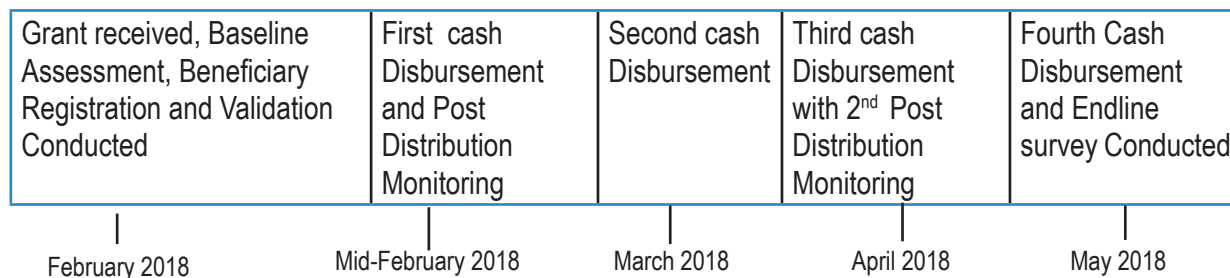 Grant received, Baseline
Assessment, Beneficiary
Registration and Validation
Conducted
First cash
Disbursement
and Post
Distribution
Monitoring
Second cash
Disbursement
Third cash
Disbursement
with 2nd Post
Distribution
Monitoring
Fourth Cash
Disbursement
and Endline
survey Conducted
February 2018
Mid-February 2018
March 2018
April 2018
May 2018